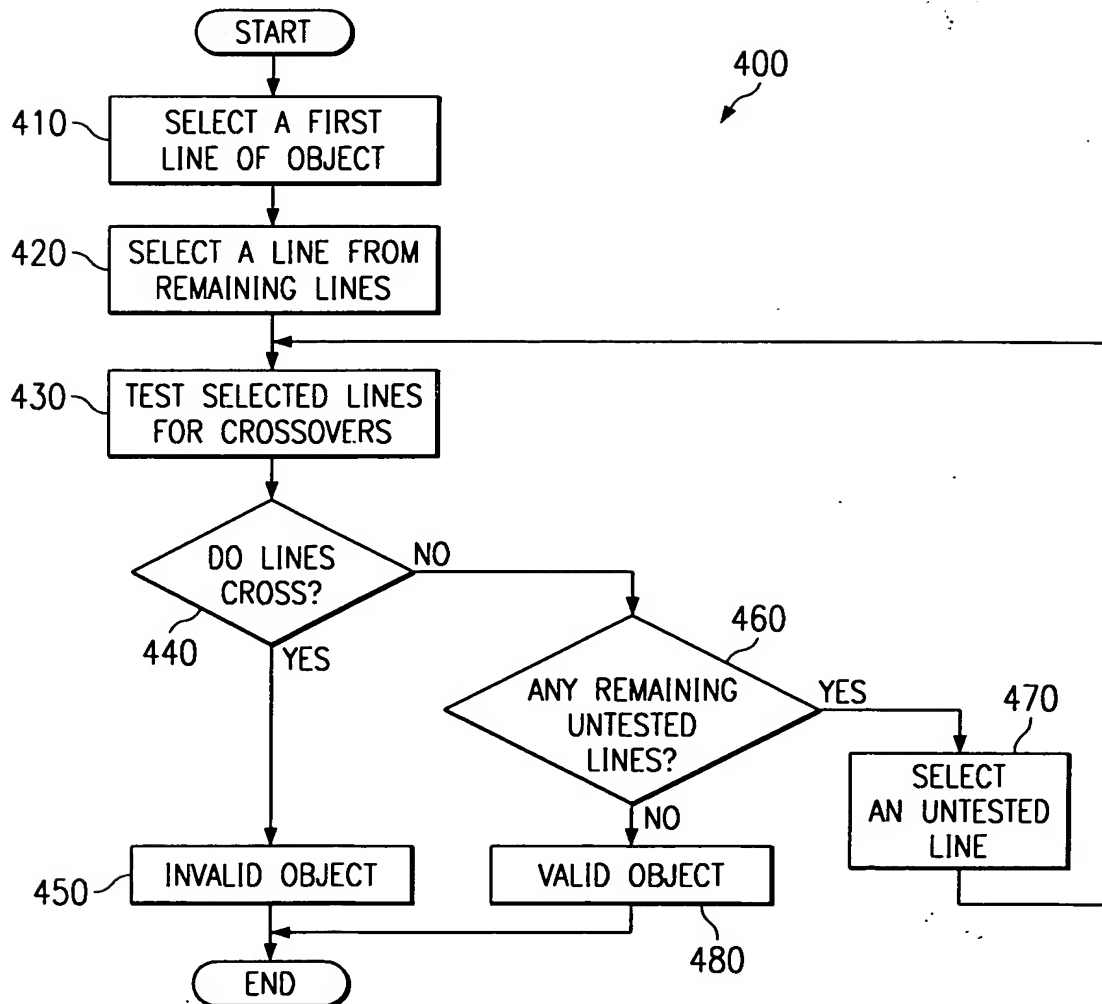 START
400
410
SELECT A FIRST
LINE OF OBJECT
420
SELECT A LINE FROM
REMAINING LINES
430
TEST SELECTED LINES
FOR CROSSOVERS
DO LINES
CROSS?
NO
440
YES
460
ANY REMAINING
UNTESTED
LINES?
YES
470
SELECT
AN UNTESTED
LINE
NO
450
INVALID OBJECT
VALID OBJECT
480
END